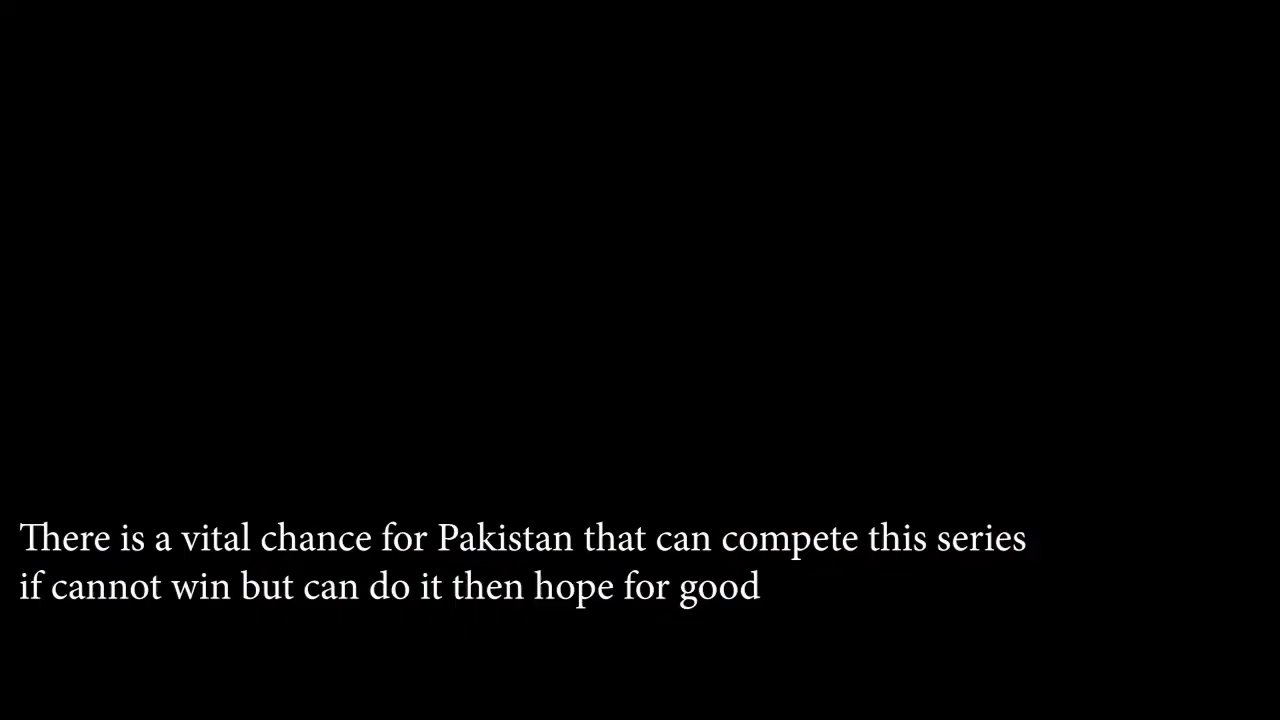 There is a vital chance for Pakistan that can compete this series
if cannot win but can do it then hope for good